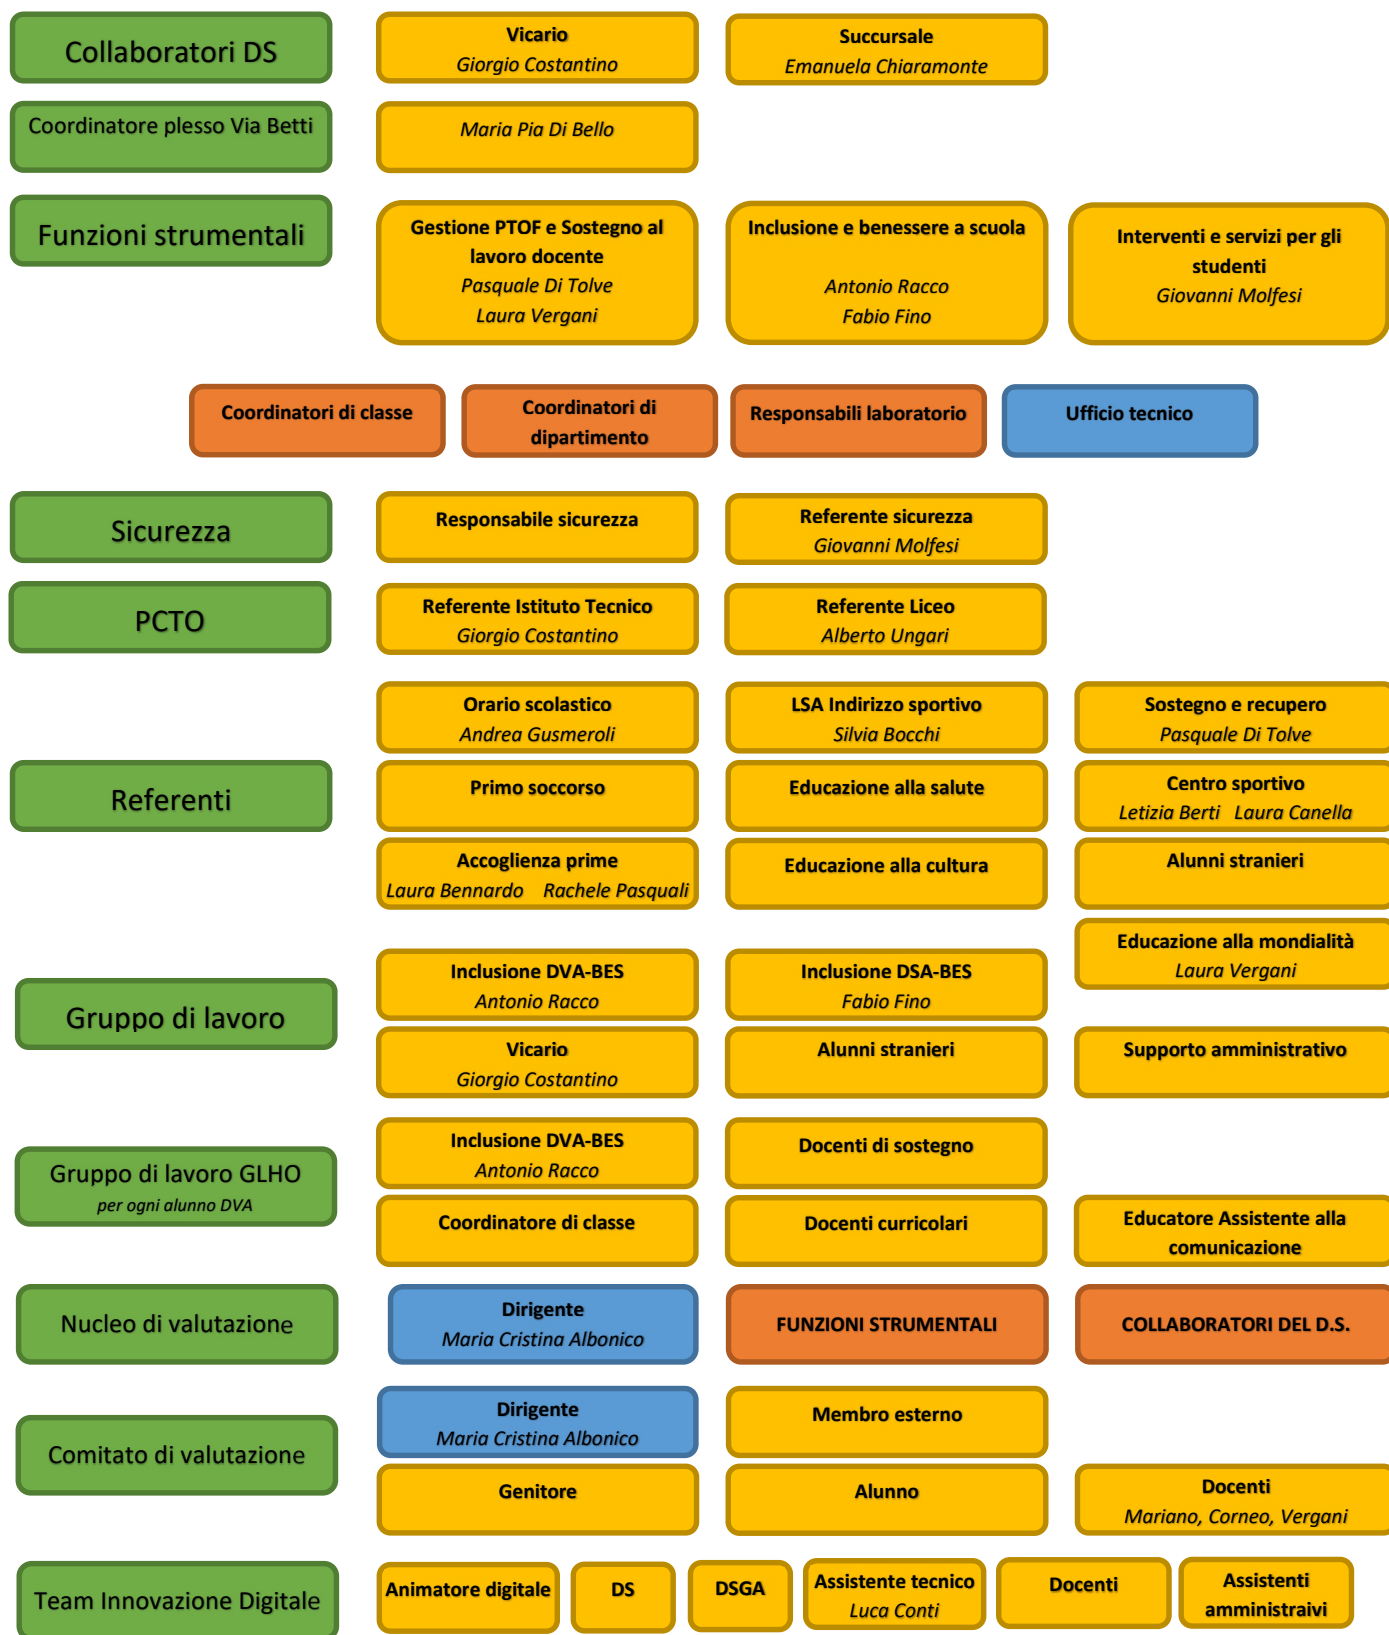 Collaboratori DS
Vicario
Giorgio Costantino
Succursale
Emanuela Chiaramonte
Coordinatore plesso Via Betti
Maria Pia Di Bello
Funzioni strumentali
Gestione PTOF e Sostegno al
lavoro docente
Pasquale Di Tolve
Laura Vergani
Inclusione e benessere a scuola
Antonio Racco
Fabio Fino
Interventi e servizi per gli
studenti
Giovanni Molfesi
Coordinatori di classe
Coordinatori di
dipartimento
Responsabili laboratorio
Ufficio tecnico
Sicurezza
Responsabile sicurezza
Referente sicurezza
Giovanni Molfesi
PCTO
Referente Istituto Tecnico
Giorgio Costantino
Referente Liceo
Alberto Ungari
Referenti
Orario scolastico
Andrea Gusmeroli
LSA Indirizzo sportivo
Silvia Bocchi
Sostegno e recupero
Pasquale Di Tolve
Primo soccorso
Educazione alla salute
Centro sportivo
Letizia Berti Laura Canella
Accoglienza prime
Laura Bennardo Rachele Pasquali
Educazione alla cultura
Alunni stranieri
Educazione alla mondialità
Laura Vergani
Gruppo di lavoro
Inclusione DVA-BES
Antonio Racco
Inclusione DSA-BES
Fabio Fino
Vicario
Giorgio Costantino
Alunni stranieri
Supporto amministrativo
Gruppo di lavoro GLHO
per ogni alunno DVA
Inclusione DVA-BES
Antonio Racco
Docenti di sostegno
Coordinatore di classe
Docenti curricolari
Educatore Assistente alla
comunicazione
Nucleo di valutazione
Dirigente
Maria Cristina Albonico
FUNZIONI STRUMENTALI
COLLABORATORI DEL D.S.
Comitato di valutazione
Dirigente
Maria Cristina Albonico
Membro esterno
Genitore
Alunno
Docenti
Mariano, Corneo, Vergani
Team Innovazione Digitale
Animatore digitale
DS
DSGA
Assistente tecnico
Luca Conti
Docenti
Assistenti
amministraivi